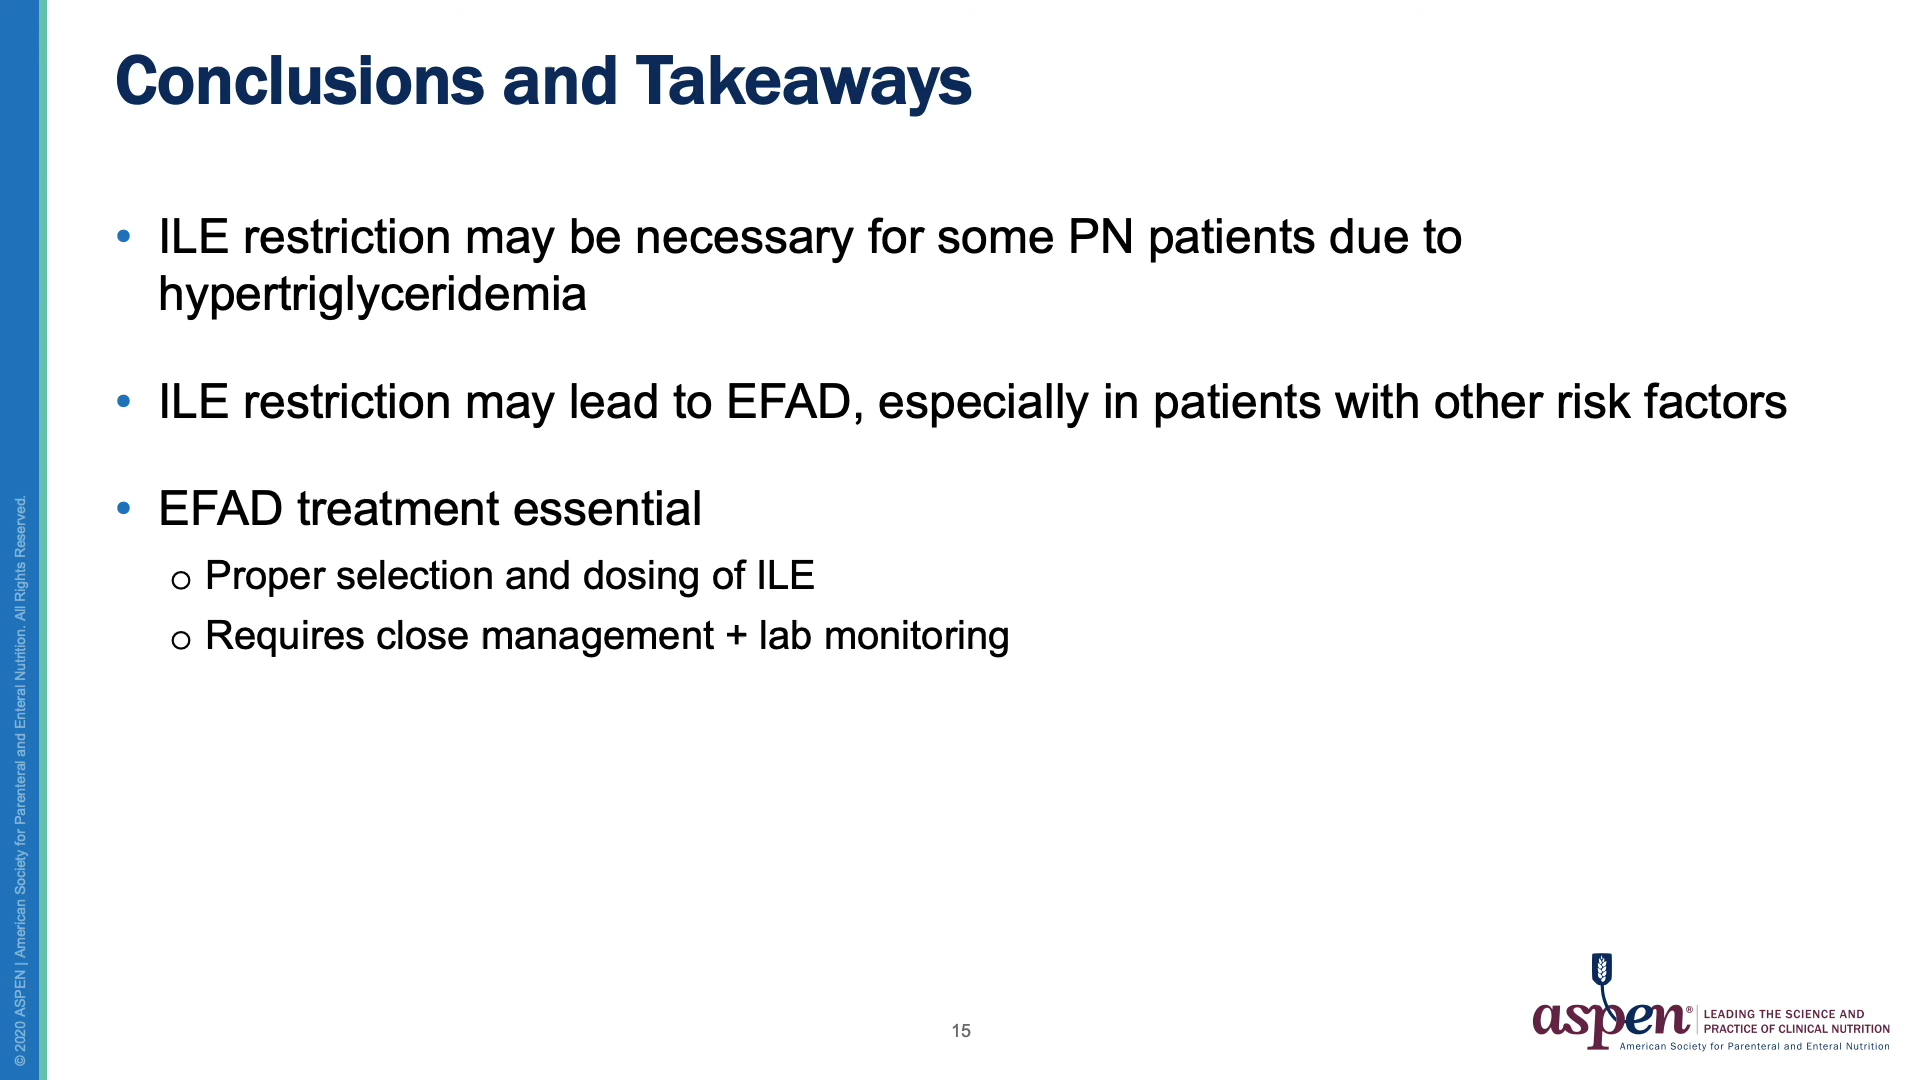 Conclusions and Takeaways
• ILE restriction may be necessary for some PN patients due to
hypertriglyceridemia
• ILE restriction may lead to EFAD, especially in patients with other risk factors
• EFAD treatment essential
o Proper selection and dosing of ILE
o Requires close management + lab monitoring
© 2020 ASPEN | American Society for Parenteral and Enteral Nutrition. All Rights Reserved.
15
aspen®
LEADING THE SCIENCE AND
PRACTICE OF CLINICAL NUTRITION
American Society for Parenteral and Enteral Nutrition